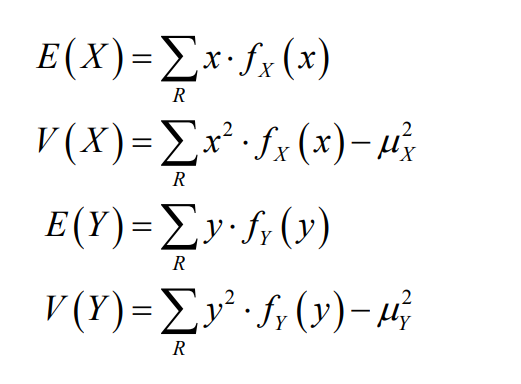 E(X) = ∑_R x · f_X(x)
V(X) = ∑_R x² · f_X(x) − μ_X²
E(Y) = ∑_R y · f_Y(y)
V(Y) = ∑_R y² · f_Y(y) − μ_Y²